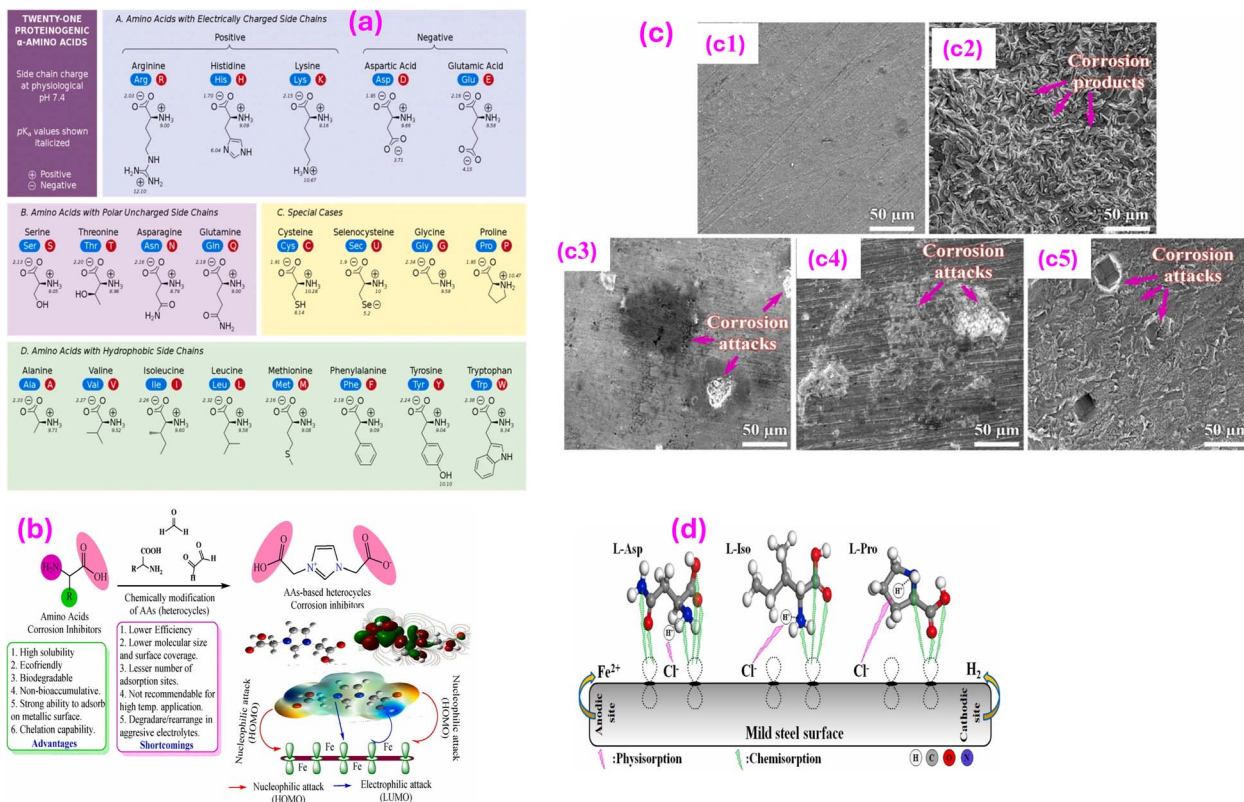 (a)
TWENTY-ONE
PROTEINOGENIC
α-AMINO ACIDS
Side chain charge
at physiological
pH 7.4
pKa values shown
italicized
⊕ Positive
⊖ Negative
A. Amino Acids with Electrically Charged Side Chains
Positive
Negative
Arginine
Arg R
Histidine
His H
Lysine
Lys K
Aspartic Acid
Asp D
Glutamic Acid
Glu E
B. Amino Acids with Polar Uncharged Side Chains
Serine
Ser S
Threonine
Thr T
Asparagine
Asn N
Glutamine
Gln Q
C. Special Cases
Cysteine
Cys C
Selenocysteine
Sec U
Glycine
Gly G
Proline
Pro P
D. Amino Acids with Hydrophobic Side Chains
Alanine
Ala A
Valine
Val V
Isoleucine
Ile I
Leucine
Leu L
Methionine
Met M
Phenylalanine
Phe F
Tyrosine
Tyr Y
Tryptophan
Trp W
(b)
Amino Acids
Corrosion Inhibitors
Chemically modification
of AAs (heterocycles)
AAs-based heterocycles
Corrosion inhibitors
1. High solubility
2. Ecofriendly
3. Biodegradable
4. Non-bioaccumulative.
5. Strong ability to adsorb
on metallic surface.
6. Chelation capability.
Advantages
1. Lower Efficiency
2. Lower molecular size
and surface coverage.
3. Lesser number of
adsorption sites.
4. Not recommendable for
high temp. application.
5. Degradare/rearrange in
aggresive electrolytes.
Shortcomings
Nucleophilic attack
(HOMO)
Nucleophilic attack
(HOMO)
Fe
Fe
Fe
Fe
Nucleophilic attack
(HOMO)
Electrophilic attack
(LUMO)
(c)
(c1)
50 µm
(c2)
Corrosion
products
50 µm
(c3)
Corrosion
attacks
50 µm
(c4)
Corrosion
attacks
50 µm
(c5)
Corrosion
attacks
50 µm
(d)
L-Asp
L-Iso
L-Pro
H+
H+
H+
Cl-
Cl-
Cl-
Fe2+
H2
Anodic
site
Cathodic
site
Mild steel surface
:Physisorption
:Chemisorption
H C O N